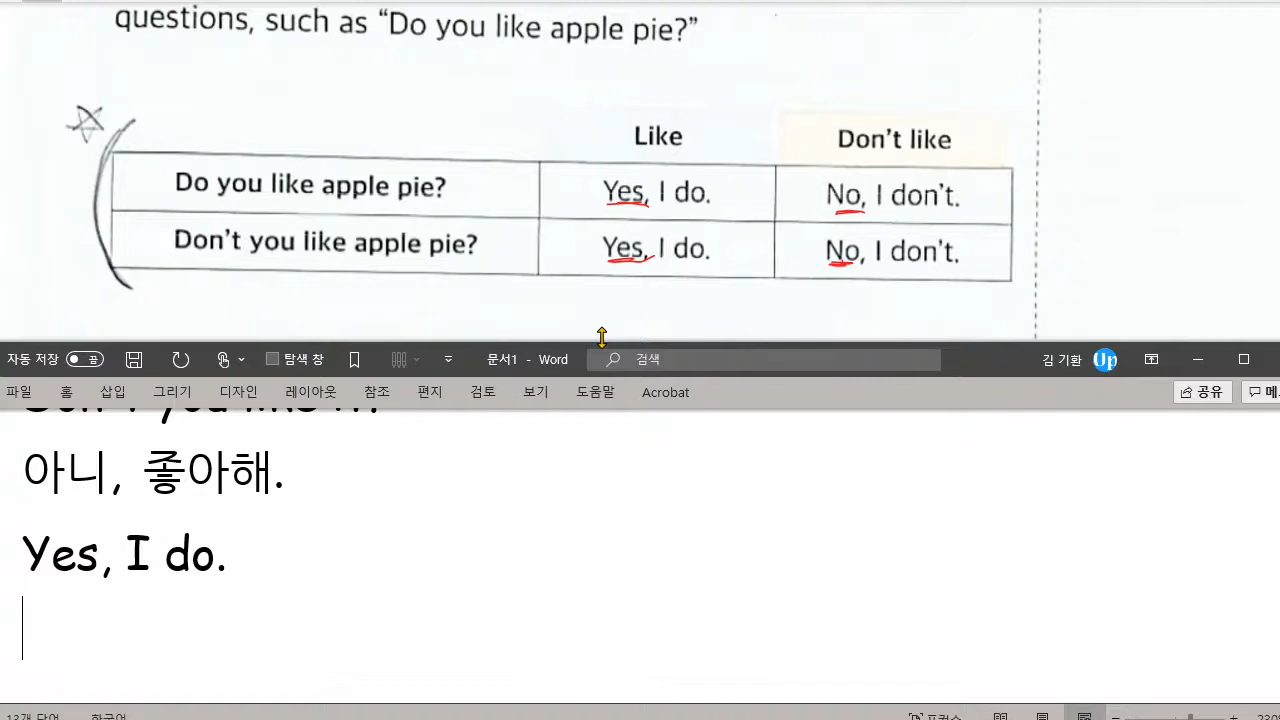 questions, such as “Do you like apple pie?”
Like Don't like
Do you like apple pie? Yes, I do. No, I don't.
Don't you like apple pie? Yes, I do. No, I don't.
자동 저장 끔 탐색 창 문서1 - Word 검색 김 기환 Up
파일 홈 삽입 그리기 디자인 레이아웃 참조 편지 검토 보기 도움말 Acrobat 공유
아니, 좋아해.
Yes, I do.